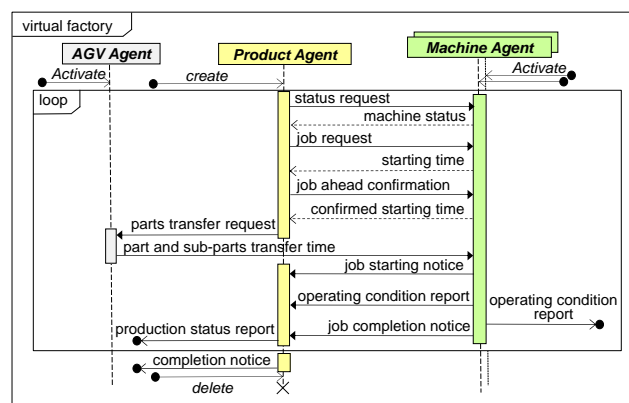 virtual factory
AGV Agent
Product Agent
Machine Agent
Activate
create
Activate
loop
status request
machine status
job request
starting time
job ahead confirmation
confirmed starting time
parts transfer request
part and sub-parts transfer time
job starting notice
operating condition report
operating condition
report
production status report
job completion notice
completion notice
delete